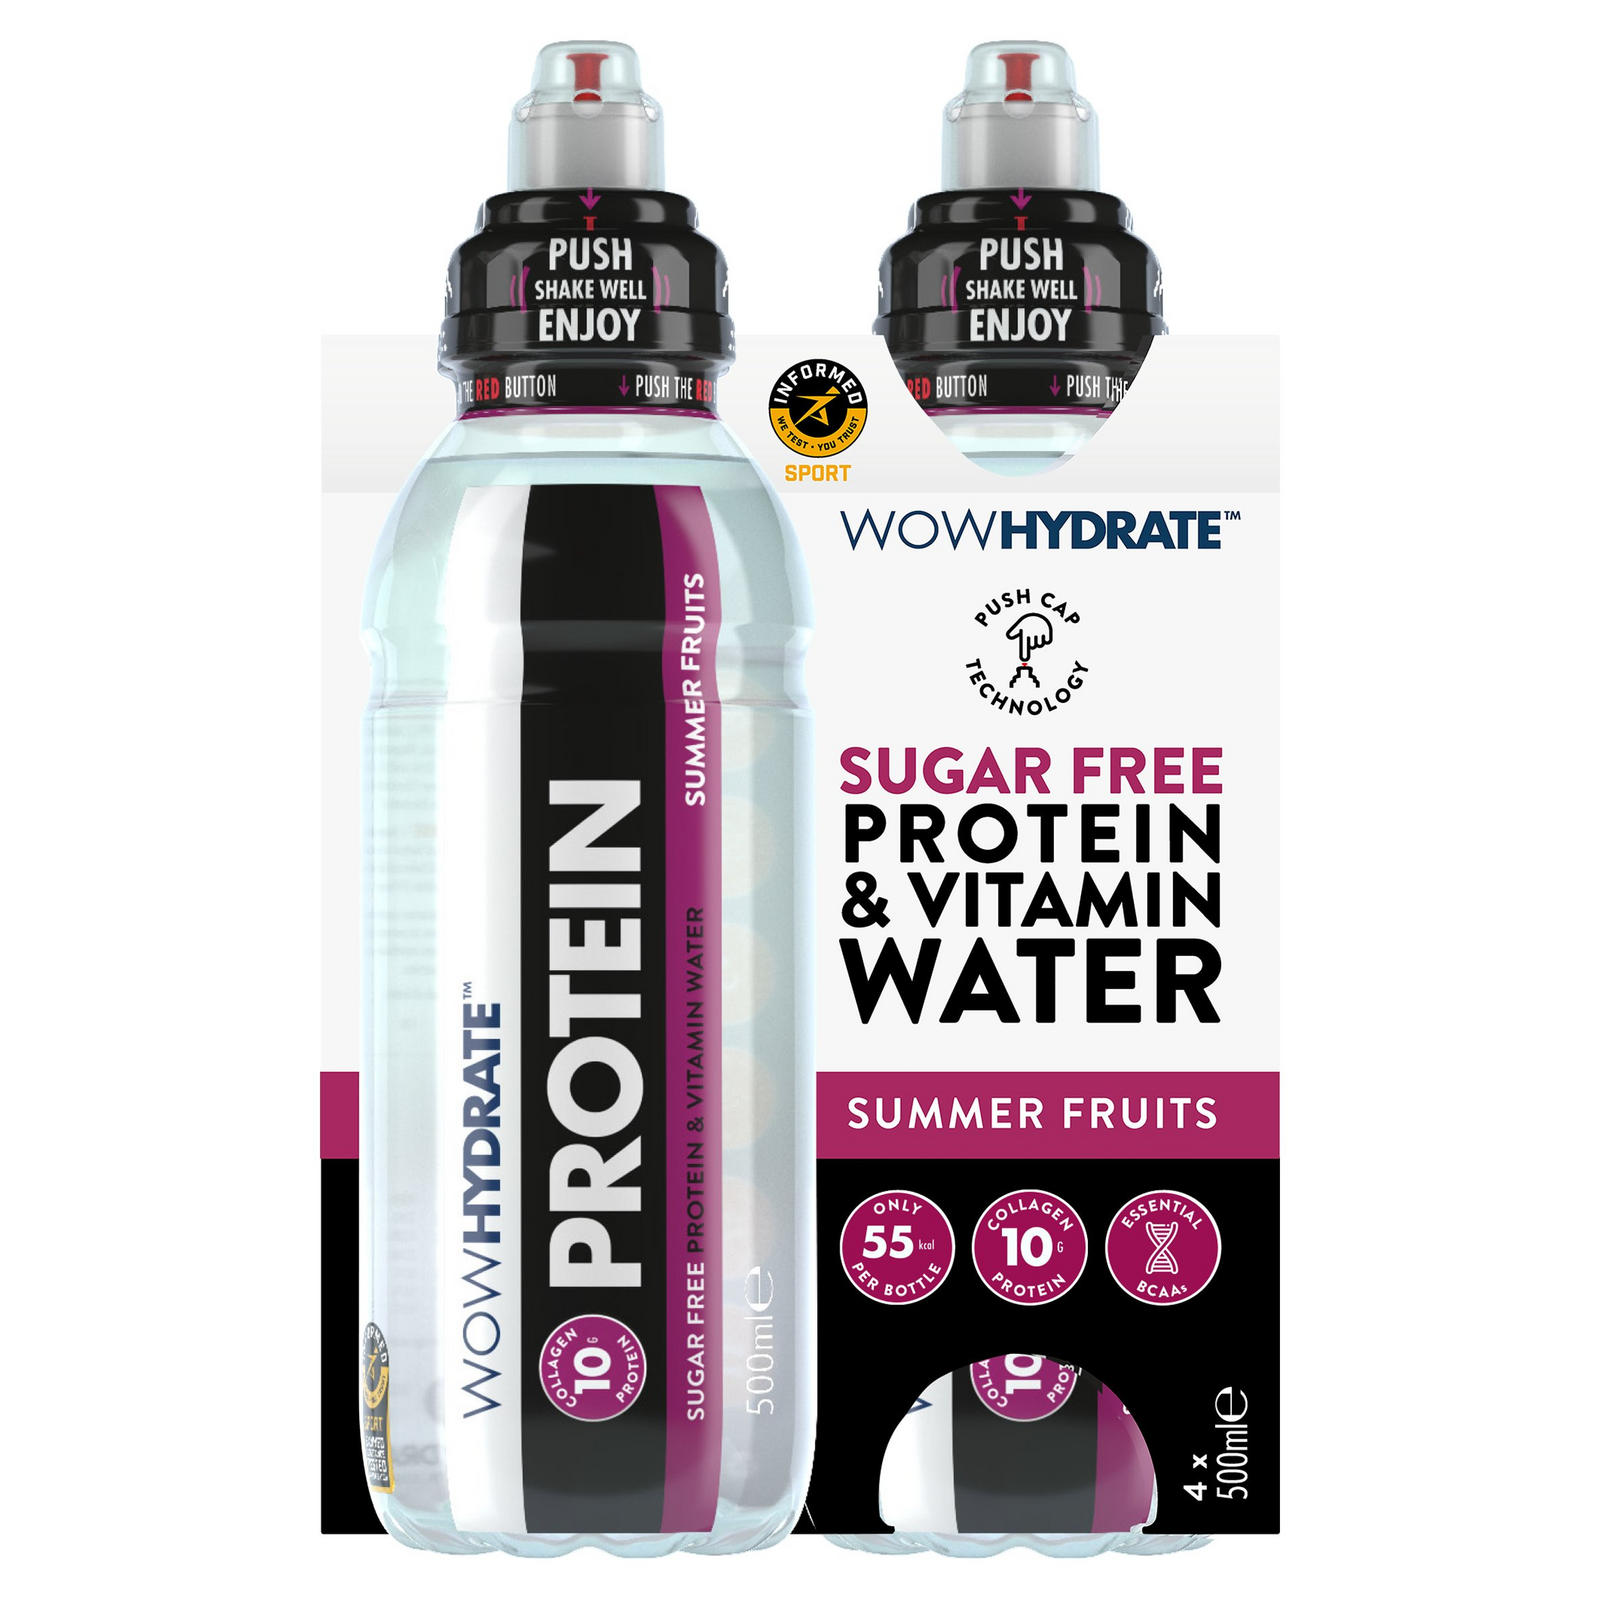 PUSH
SHAKE WELL
ENJOY
THE RED BUTTON
PUSH THE RED
PUSH
SHAKE WELL
ENJOY
RED BUTTON
PUSH THE
INFORMED
WE TEST • YOU TRUST
SPORT
WOWHYDRATE™
PROTEIN
COLLAGEN
10G
PROTEIN
SUMMER FRUITS
SUGAR FREE PROTEIN & VITAMIN WATER
500ml℮
WOWHYDRATE™
PUSH CAP
TECHNOLOGY
SUGAR FREE
PROTEIN
& VITAMIN
WATER
SUMMER FRUITS
ONLY
55 kcal
PER BOTTLE
COLLAGEN
10G
PROTEIN
ESSENTIAL
BCAAs
10
4 x
500ml℮